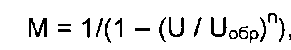 M = 1/(1 – (U / Uобр)ⁿ),